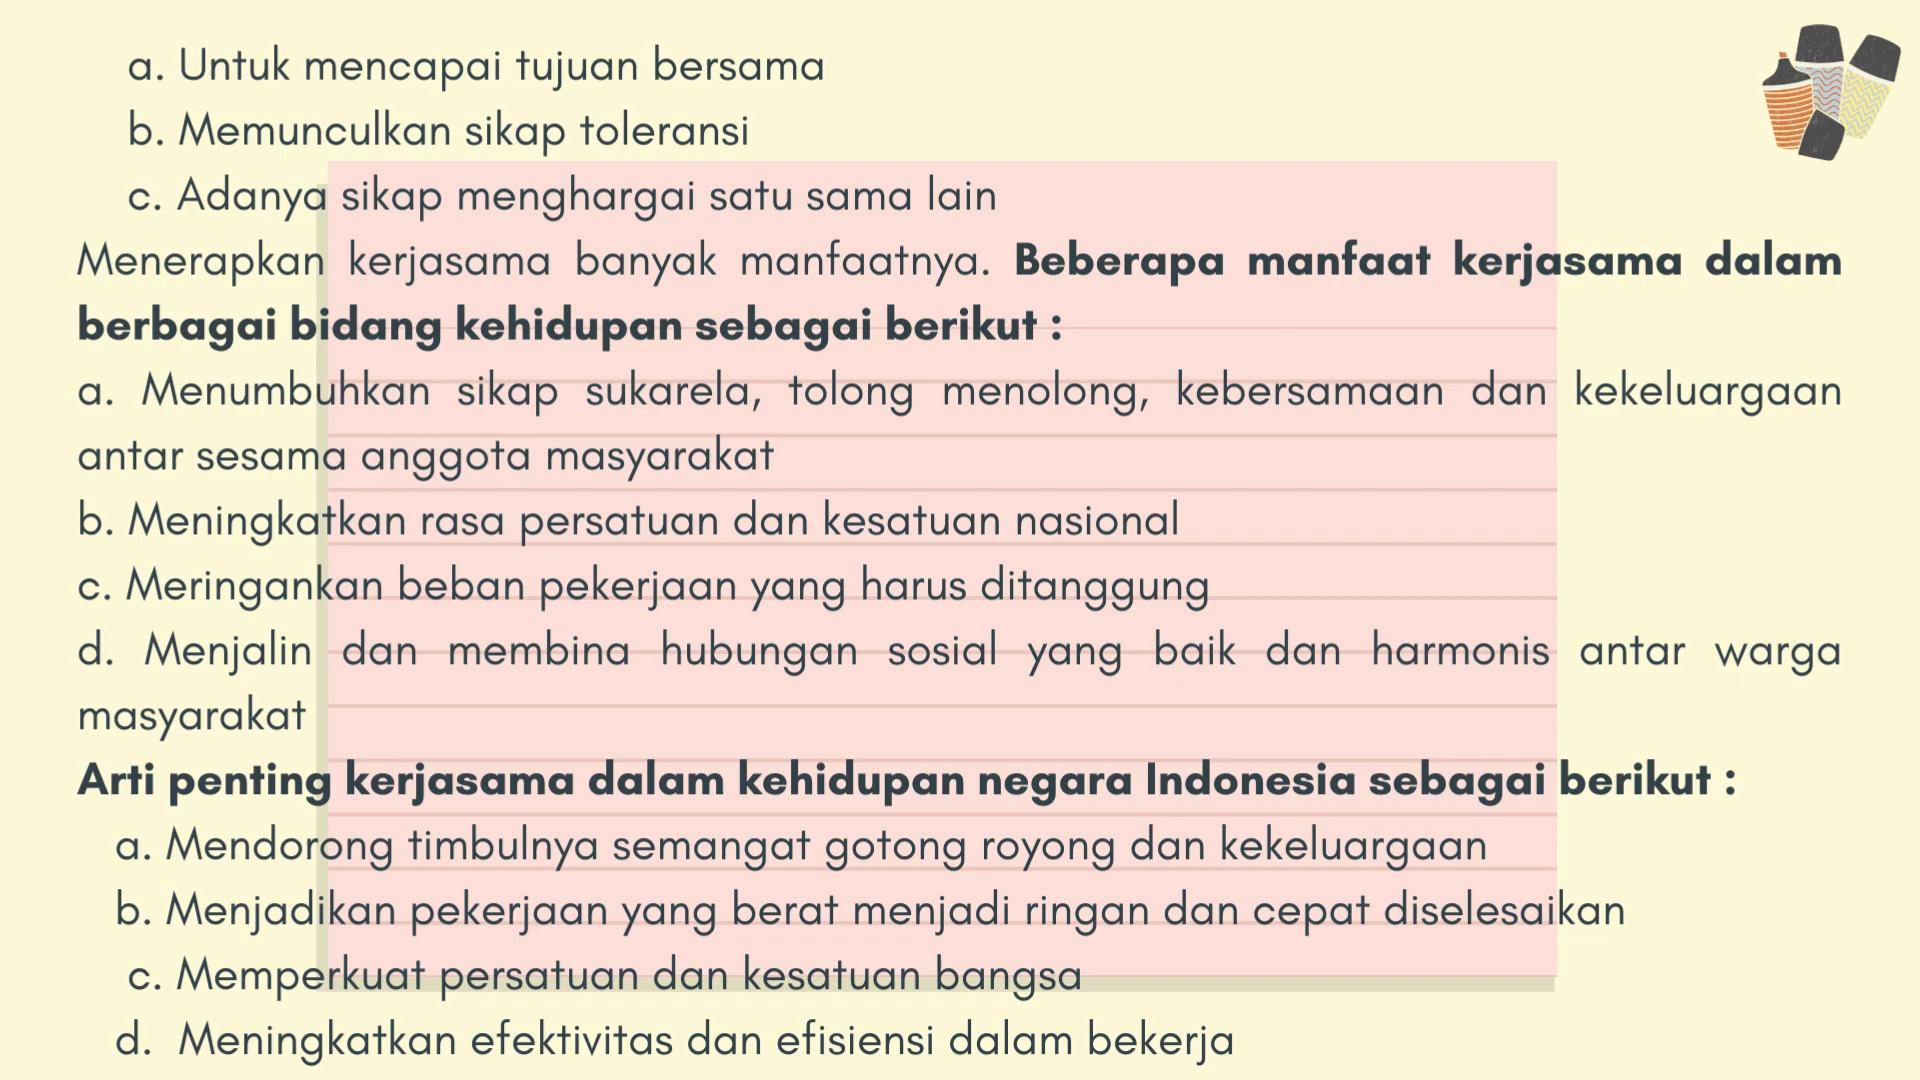 a. Untuk mencapai tujuan bersama
b. Memunculkan sikap toleransi
c. Adanya sikap menghargai satu sama lain
Menerapkan kerjasama banyak manfaatnya. Beberapa manfaat kerjasama dalam
berbagai bidang kehidupan sebagai berikut :
a. Menumbuhkan sikap sukarela, tolong menolong, kebersamaan dan kekeluargaan
antar sesama anggota masyarakat
b. Meningkatkan rasa persatuan dan kesatuan nasional
c. Meringankan beban pekerjaan yang harus ditanggung
d. Menjalin dan membina hubungan sosial yang baik dan harmonis antar warga
masyarakat
Arti penting kerjasama dalam kehidupan negara Indonesia sebagai berikut :
a. Mendorong timbulnya semangat gotong royong dan kekeluargaan
b. Menjadikan pekerjaan yang berat menjadi ringan dan cepat diselesaikan
c. Memperkuat persatuan dan kesatuan bangsa
d. Meningkatkan efektivitas dan efisiensi dalam bekerja